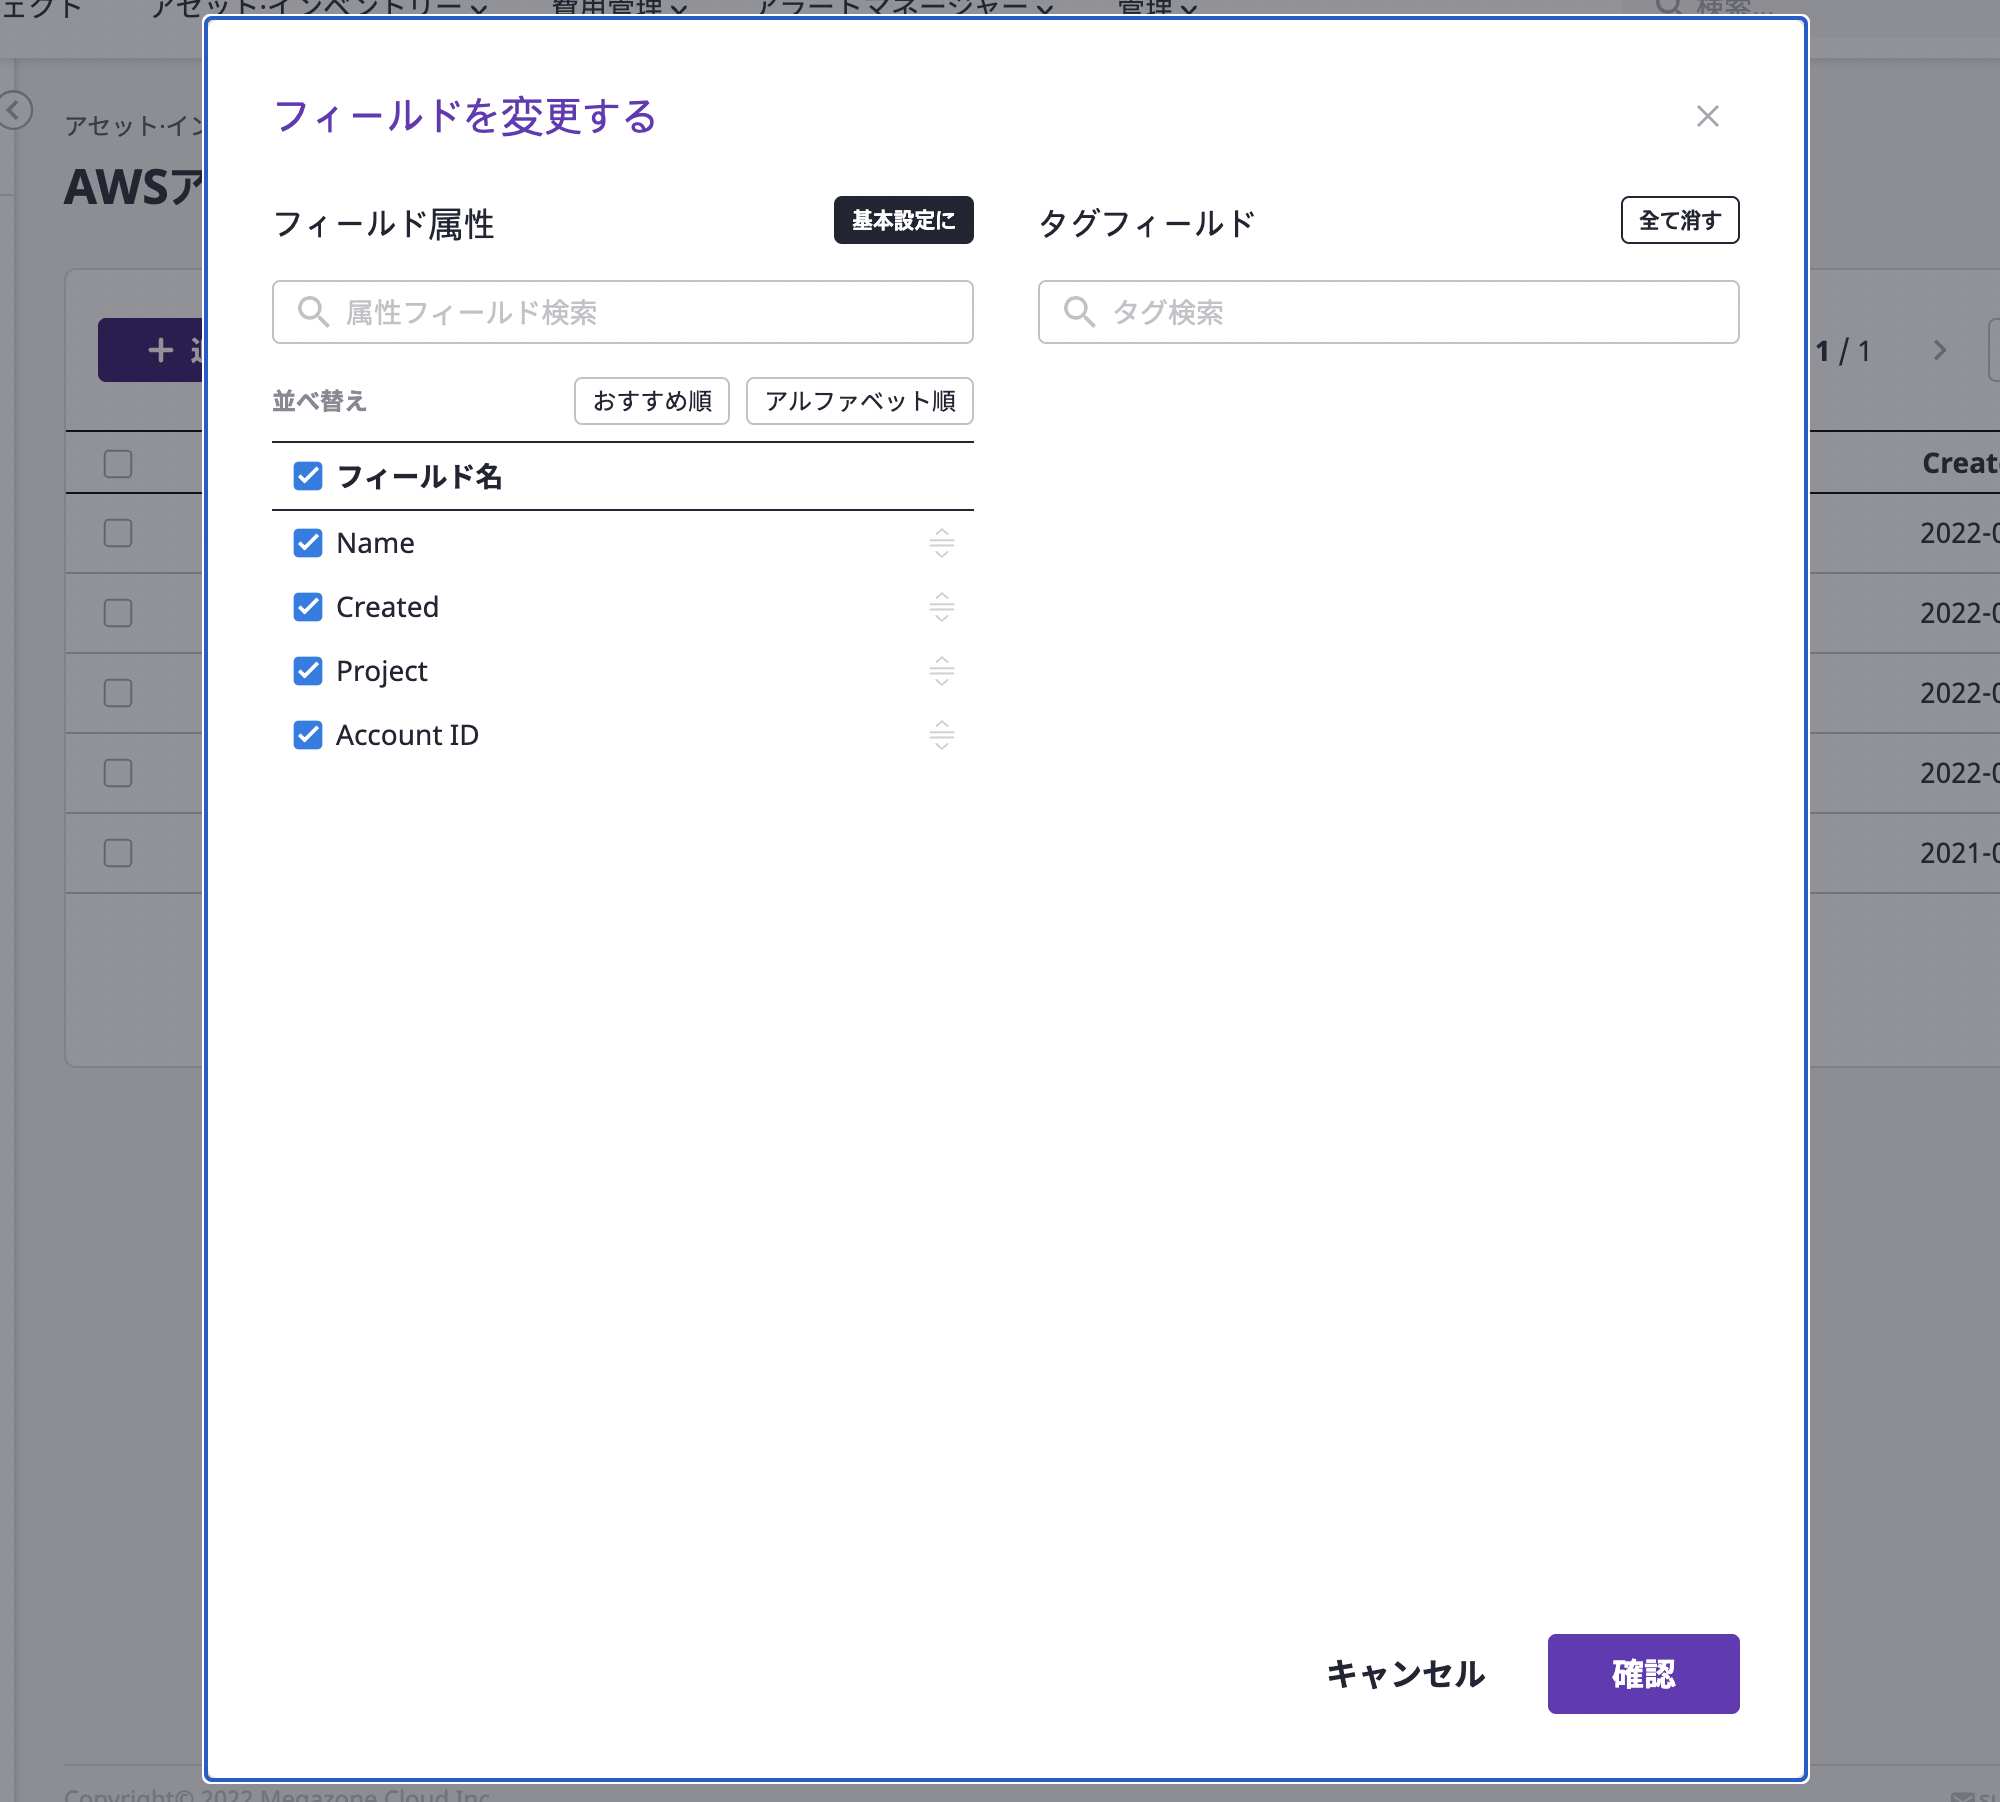 アセット·インベントリー
費用管理
アラートマネージャー
管理
検索...
フィールドを変更する
フィールド属性
基本設定に
タグフィールド
全て消す
属性フィールド検索
タグ検索
並べ替え
おすすめ順
アルファベット順
フィールド名
Name
Created
Project
Account ID
キャンセル
確認
アセット·イン
AWSア
1 / 1
Creat
2022-0
2022-0
2022-0
2022-0
2021-0
Copyright© 2022 Megazone Cloud Inc